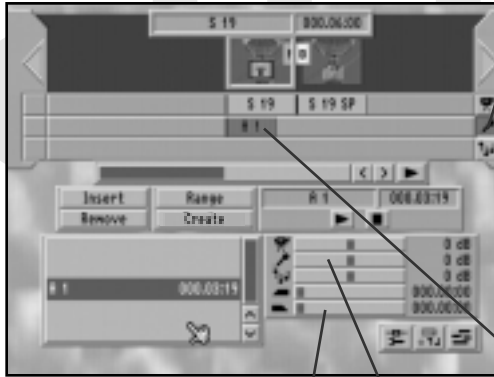 S 19 000.06:00
S 19 S 19 SP
A 1
Insert Range A 1 000.03:19
Remove Create
0 dB
0 dB
A 1 000.03:19 0 dB
000.00:00
000.00:00